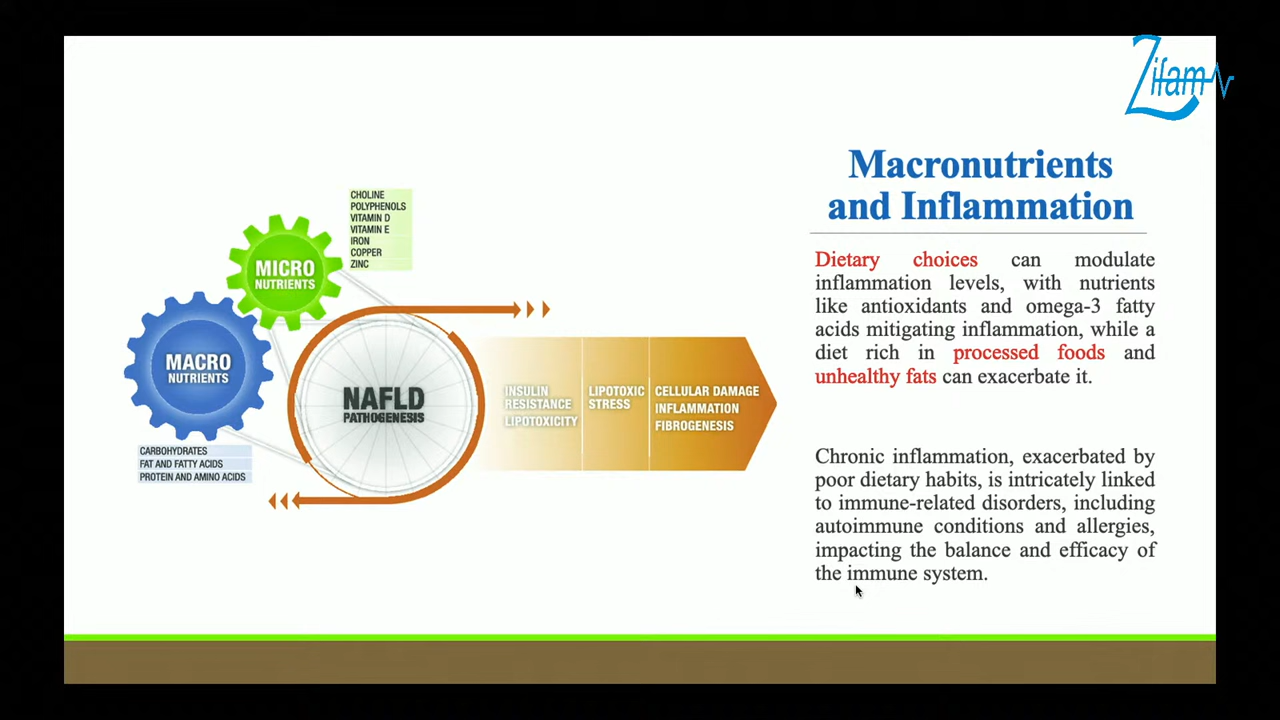 Zifam
Macronutrients
and Inflammation
Dietary choices can modulate
inflammation levels, with nutrients
like antioxidants and omega-3 fatty
acids mitigating inflammation, while a
diet rich in processed foods and
unhealthy fats can exacerbate it.
Chronic inflammation, exacerbated by
poor dietary habits, is intricately linked
to immune-related disorders, including
autoimmune conditions and allergies,
impacting the balance and efficacy of
the immune system.
CHOLINE
POLYPHENOLS
VITAMIN D
VITAMIN E
IRON
COPPER
ZINC
MICRO
NUTRIENTS
MACRO
NUTRIENTS
CARBOHYDRATES
FAT AND FATTY ACIDS
PROTEIN AND AMINO ACIDS
NAFLD
PATHOGENESIS
INSULIN
RESISTANCE
LIPOTOXICITY
LIPOTOXIC
STRESS
CELLULAR DAMAGE
INFLAMMATION
FIBROGENESIS